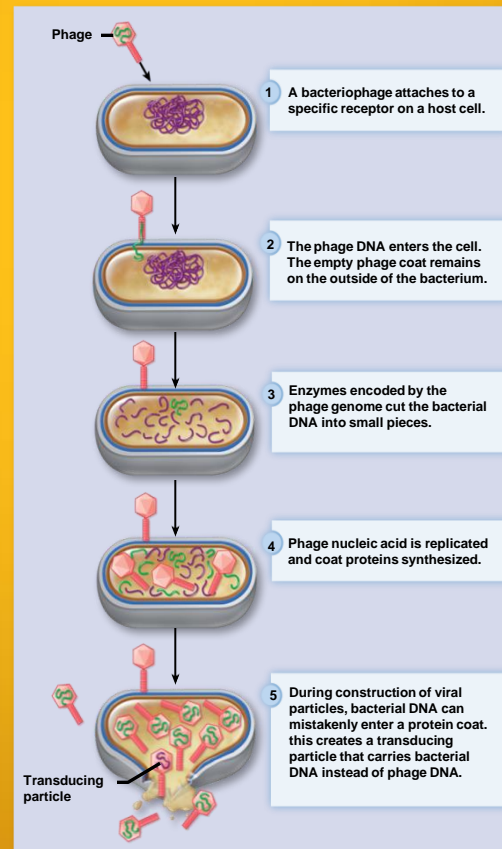 Phage
1 A bacteriophage attaches to a
specific receptor on a host cell.
2 The phage DNA enters the cell.
The empty phage coat remains
on the outside of the bacterium.
3 Enzymes encoded by the
phage genome cut the bacterial
DNA into small pieces.
4 Phage nucleic acid is replicated
and coat proteins synthesized.
5 During construction of viral
particles, bacterial DNA can
mistakenly enter a protein coat.
this creates a transducing
particle that carries bacterial
DNA instead of phage DNA.
Transducing
particle